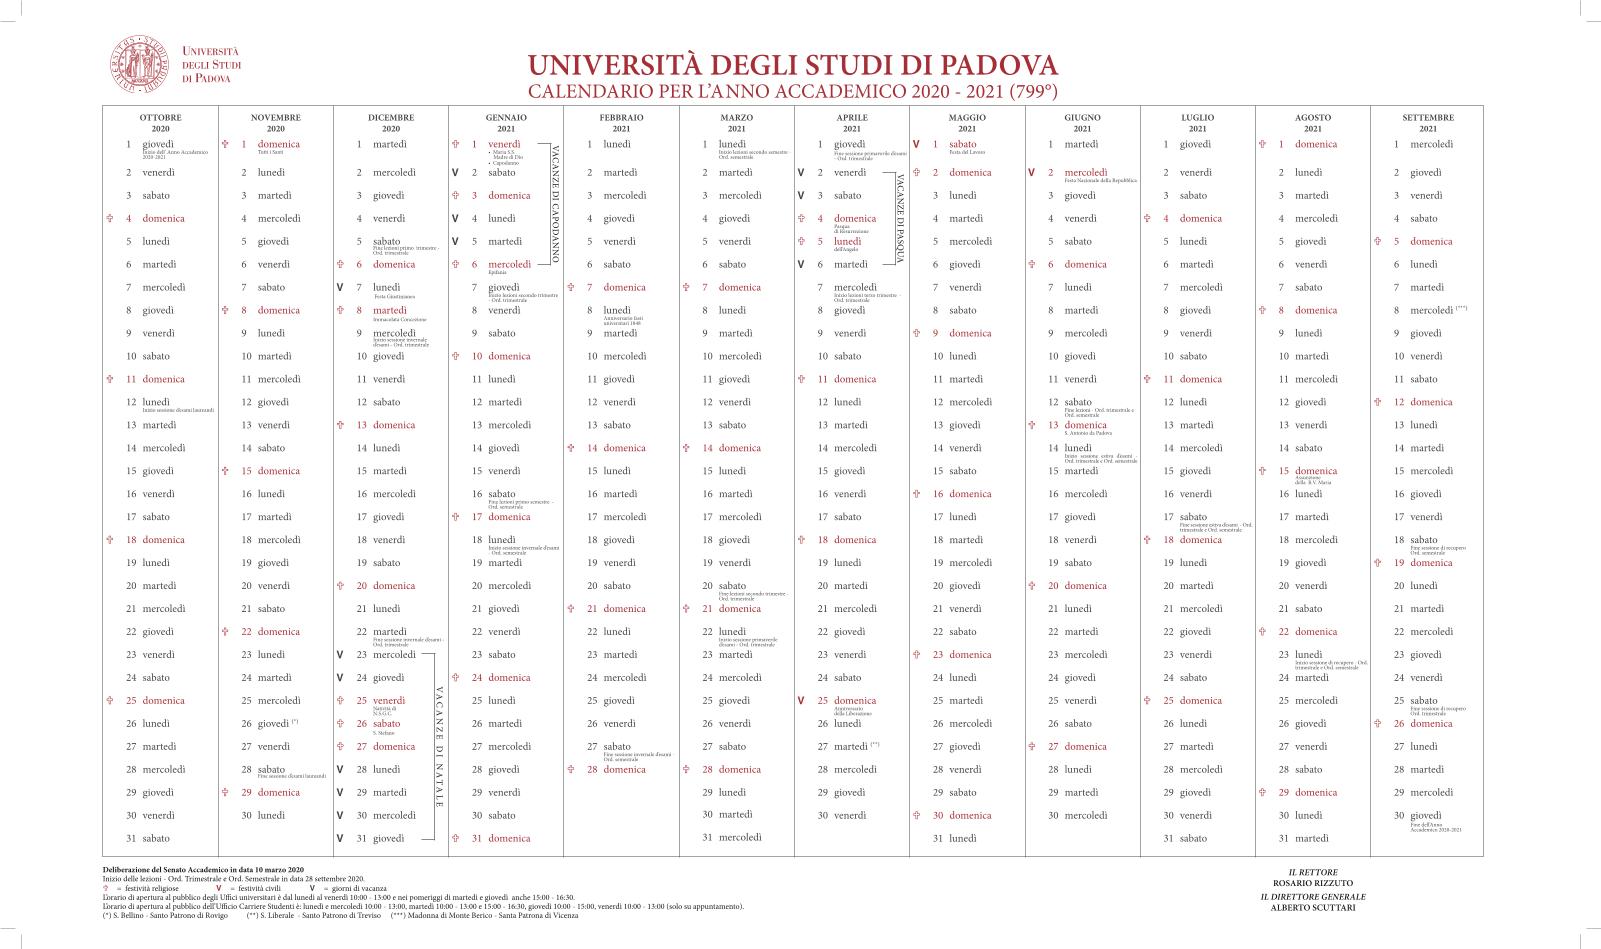 UNIVERSITÀ
DEGLI STUDI
DI PADOVA
UNIVERSITÀ DEGLI STUDI DI PADOVA
CALENDARIO PER L'ANNO ACCADEMICO 2020 - 2021 (799°)
OTTOBRE
2020
1 giovedì
Inizio dell'Anno Accademico
2020-2021
2 venerdì
3 sabato
4 domenica
5 lunedì
6 martedì
7 mercoledì
8 giovedì
9 venerdì
10 sabato
11 domenica
12 lunedì
Inizio sessione d'esami laureandi
13 martedì
14 mercoledì
15 giovedì
16 venerdì
17 sabato
18 domenica
19 lunedì
20 martedì
21 mercoledì
22 giovedì
23 venerdì
24 sabato
25 domenica
26 lunedì
27 martedì
28 mercoledì
29 giovedì
30 venerdì
31 sabato
NOVEMBRE
2020
1 domenica
Tutti i Santi
2 lunedì
3 martedì
4 mercoledì
5 giovedì
6 venerdì
7 sabato
8 domenica
9 lunedì
10 martedì
11 mercoledì
12 giovedì
13 venerdì
14 sabato
15 domenica
16 lunedì
17 martedì
18 mercoledì
19 giovedì
20 venerdì
21 sabato
22 domenica
23 lunedì
24 martedì
25 mercoledì
26 giovedì (*)
27 venerdì
28 sabato
Fine sessione d'esami laureandi
29 domenica
30 lunedì
DICEMBRE
2020
1 martedì
2 mercoledì
3 giovedì
4 venerdì
5 sabato
Fine lezioni primo trimestre -
Ord. trimestrale
6 domenica
V 7 lunedì
Festa Giustinianea
8 martedì
Immacolata Concezione
9 mercoledì
Inizio sessione invernale
d'esami - Ord. trimestrale
10 giovedì
11 venerdì
12 sabato
13 domenica
14 lunedì
15 martedì
16 mercoledì
17 giovedì
18 venerdì
19 sabato
20 domenica
21 lunedì
22 martedì
Fine sessione invernale d'esami -
Ord. trimestrale
V 23 mercoledì
V 24 giovedì
25 venerdì
Natività di
N.S.G.C.
26 sabato
S. Stefano
27 domenica
V 28 lunedì
V 29 martedì
V 30 mercoledì
V 31 giovedì
VACANZE DI NATALE
GENNAIO
2021
1 venerdì
• Maria S.S.
Madre di Dio
• Capodanno
V 2 sabato
3 domenica
V 4 lunedì
V 5 martedì
6 mercoledì
Epifania
VACANZE DI CAPODANNO
7 giovedì
Inizio lezioni secondo trimestre
- Ord. trimestrale
8 venerdì
9 sabato
10 domenica
11 lunedì
12 martedì
13 mercoledì
14 giovedì
15 venerdì
16 sabato
Fine lezioni primo semestre -
Ord. semestrale
17 domenica
18 lunedì
Inizio sessione invernale d'esami
- Ord. semestrale
19 martedì
20 mercoledì
21 giovedì
22 venerdì
23 sabato
24 domenica
25 lunedì
26 martedì
27 mercoledì
28 giovedì
29 venerdì
30 sabato
31 domenica
FEBBRAIO
2021
1 lunedì
2 martedì
3 mercoledì
4 giovedì
5 venerdì
6 sabato
7 domenica
8 lunedì
Anniversario fasti
universitari 1848
9 martedì
10 mercoledì
11 giovedì
12 venerdì
13 sabato
14 domenica
15 lunedì
16 martedì
17 mercoledì
18 giovedì
19 venerdì
20 sabato
21 domenica
22 lunedì
23 martedì
24 mercoledì
25 giovedì
26 venerdì
27 sabato
Fine sessione invernale d'esami -
Ord. semestrale
28 domenica
MARZO
2021
1 lunedì
Inizio lezioni secondo semestre -
Ord. semestrale
2 martedì
3 mercoledì
4 giovedì
5 venerdì
6 sabato
7 domenica
8 lunedì
9 martedì
10 mercoledì
11 giovedì
12 venerdì
13 sabato
14 domenica
15 lunedì
16 martedì
17 mercoledì
18 giovedì
19 venerdì
20 sabato
Fine lezioni secondo trimestre -
Ord. trimestrale
21 domenica
22 lunedì
Inizio sessione primaverile
d'esami - Ord. trimestrale
23 martedì
24 mercoledì
25 giovedì
26 venerdì
27 sabato
28 domenica
29 lunedì
30 martedì
31 mercoledì
APRILE
2021
1 giovedì
Fine sessione primaverile d'esami
- Ord. trimestrale
V 2 venerdì
V 3 sabato
4 domenica
Pasqua
di Resurrezione
5 lunedì
dell'Angelo
V 6 martedì
VACANZE DI PASQUA
7 mercoledì
Inizio lezioni terzo trimestre -
Ord. trimestrale
8 giovedì
9 venerdì
10 sabato
11 domenica
12 lunedì
13 martedì
14 mercoledì
15 giovedì
16 venerdì
17 sabato
18 domenica
19 lunedì
20 martedì
21 mercoledì
22 giovedì
23 venerdì
24 sabato
V 25 domenica
Anniversario
della Liberazione
26 lunedì
27 martedì (**)
28 mercoledì
29 giovedì
30 venerdì
MAGGIO
2021
V 1 sabato
Festa del Lavoro
2 domenica
3 lunedì
4 martedì
5 mercoledì
6 giovedì
7 venerdì
8 sabato
9 domenica
10 lunedì
11 martedì
12 mercoledì
13 giovedì
14 venerdì
15 sabato
16 domenica
17 lunedì
18 martedì
19 mercoledì
20 giovedì
21 venerdì
22 sabato
23 domenica
24 lunedì
25 martedì
26 mercoledì
27 giovedì
28 venerdì
29 sabato
30 domenica
31 lunedì
GIUGNO
2021
1 martedì
V 2 mercoledì
Festa Nazionale della Repubblica
3 giovedì
4 venerdì
5 sabato
6 domenica
7 lunedì
8 martedì
9 mercoledì
10 giovedì
11 venerdì
12 sabato
Fine lezioni - Ord. trimestrale e
Ord. semestrale
13 domenica
S. Antonio da Padova
14 lunedì
Inizio sessione estiva d'esami -
Ord. trimestrale e Ord. semestrale
15 martedì
16 mercoledì
17 giovedì
18 venerdì
19 sabato
20 domenica
21 lunedì
22 martedì
23 mercoledì
24 giovedì
25 venerdì
26 sabato
27 domenica
28 lunedì
29 martedì
30 mercoledì
LUGLIO
2021
1 giovedì
2 venerdì
3 sabato
4 domenica
5 lunedì
6 martedì
7 mercoledì
8 giovedì
9 venerdì
10 sabato
11 domenica
12 lunedì
13 martedì
14 mercoledì
15 giovedì
16 venerdì
17 sabato
Fine sessione estiva d'esami - Ord.
trimestrale e Ord. semestrale
18 domenica
19 lunedì
20 martedì
21 mercoledì
22 giovedì
23 venerdì
24 sabato
25 domenica
26 lunedì
27 martedì
28 mercoledì
29 giovedì
30 venerdì
31 sabato
AGOSTO
2021
1 domenica
2 lunedì
3 martedì
4 mercoledì
5 giovedì
6 venerdì
7 sabato
8 domenica
9 lunedì
10 martedì
11 mercoledì
12 giovedì
13 venerdì
14 sabato
15 domenica
Assunzione
della B.V. Maria
16 lunedì
17 martedì
18 mercoledì
19 giovedì
20 venerdì
21 sabato
22 domenica
23 lunedì
Inizio sessione di recupero - Ord.
trimestrale e Ord. semestrale
24 martedì
25 mercoledì
26 giovedì
27 venerdì
28 sabato
29 domenica
30 lunedì
31 martedì
SETTEMBRE
2021
1 mercoledì
2 giovedì
3 venerdì
4 sabato
5 domenica
6 lunedì
7 martedì
8 mercoledì (***)
9 giovedì
10 venerdì
11 sabato
12 domenica
13 lunedì
14 martedì
15 mercoledì
16 giovedì
17 venerdì
18 sabato
Fine sessione di recupero
Ord. semestrale
19 domenica
20 lunedì
21 martedì
22 mercoledì
23 giovedì
24 venerdì
25 sabato
Fine sessione di recupero
Ord. trimestrale
26 domenica
27 lunedì
28 martedì
29 mercoledì
30 giovedì
Fine dell'Anno
Accademico 2020-2021
Deliberazione del Senato Accademico in data 10 marzo 2020
Inizio delle lezioni - Ord. Trimestrale e Ord. Semestrale in data 28 settembre 2020.
= festività religiose V = festività civili V = giorni di vacanza
L'orario di apertura al pubblico degli Uffici universitari è dal lunedì al venerdì 10:00 - 13:00 e nei pomeriggi di martedì e giovedì anche 15:00 - 16:30.
L'orario di apertura al pubblico dell'Ufficio Carriere Studenti è: lunedì e mercoledì 10:00 - 13:00, martedì 10:00 - 13:00 e 15:00 - 16:30, giovedì 10:00 - 15:00, venerdì 10:00 - 13:00 (solo su appuntamento).
(*) S. Bellino - Santo Patrono di Rovigo (**) S. Liberale - Santo Patrono di Treviso (***) Madonna di Monte Berico - Santa Patrona di Vicenza
IL RETTORE
ROSARIO RIZZUTO
IL DIRETTORE GENERALE
ALBERTO SCUTTARI